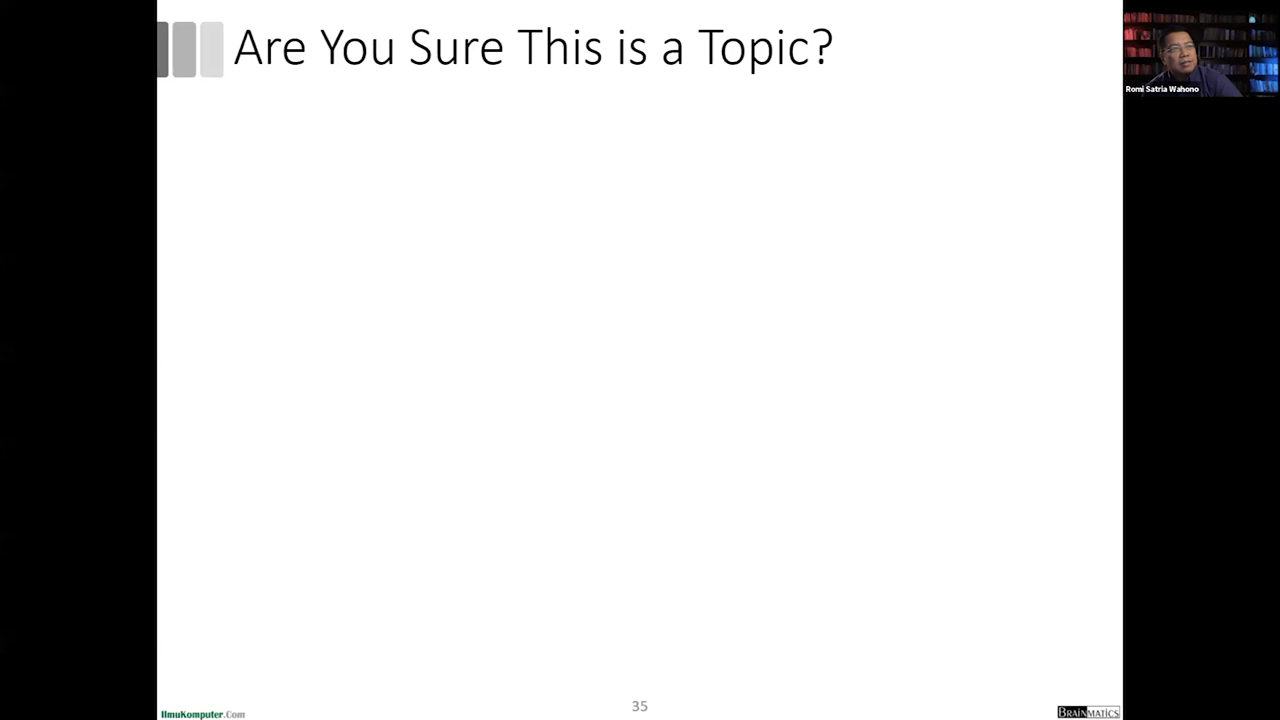 Are You Sure This is a Topic?
Romi Satria Wahono
35
IlmuKomputer.Com
BRAINMATICS